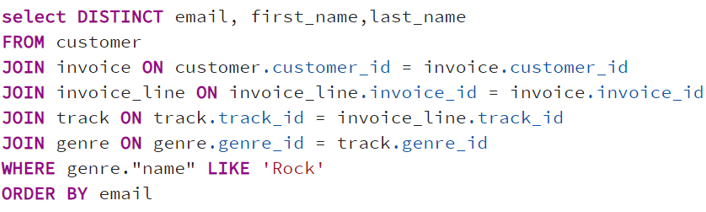 select DISTINCT email, first_name,last_name
FROM customer
JOIN invoice ON customer.customer_id = invoice.customer_id
JOIN invoice_line ON invoice_line.invoice_id = invoice.invoice_id
JOIN track ON track.track_id = invoice_line.track_id
JOIN genre ON genre.genre_id = track.genre_id
WHERE genre."name" LIKE 'Rock'
ORDER BY email